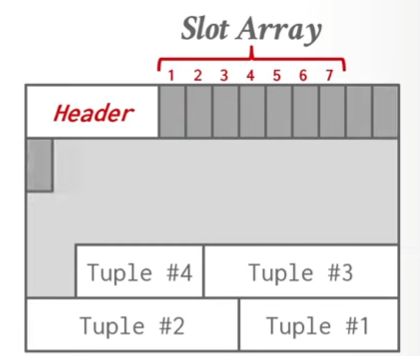 Slot Array
1 2 3 4 5 6 7
Header
Tuple #4 Tuple #3
Tuple #2 Tuple #1